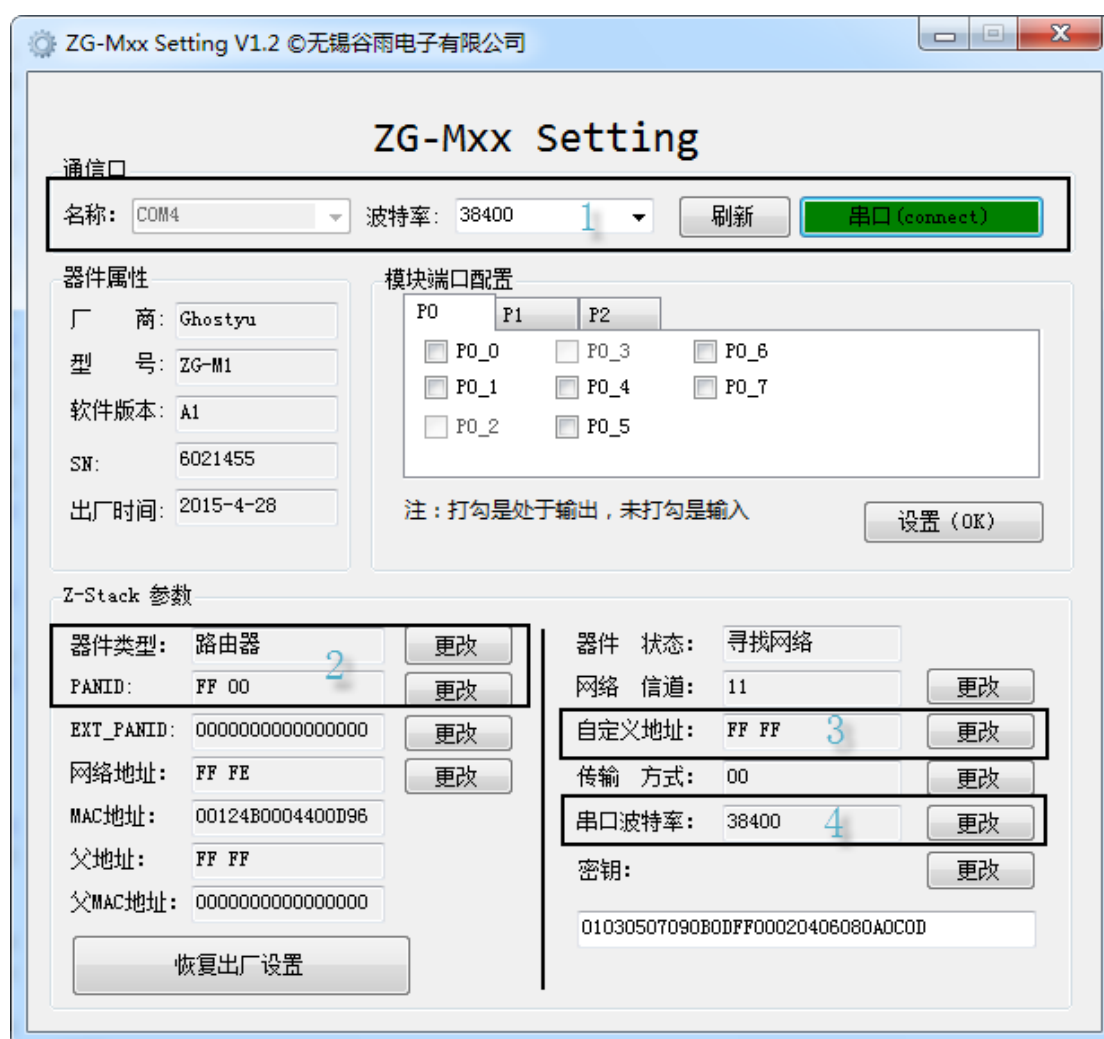 ZG-Mxx Setting V1.2 ©无锡谷雨电子有限公司
ZG-Mxx Setting
通信口
名称: COM4 波特率: 38400 1 刷新 串口(connect)
器件属性
厂 商: Ghostyu
型 号: ZG-M1
软件版本: A1
SN: 6021455
出厂时间: 2015-4-28
模块端口配置
P0 P1 P2
P0_0 P0_3 P0_6
P0_1 P0_4 P0_7
P0_2 P0_5
注：打勾是处于输出，未打勾是输入
设置 (OK)
Z-Stack 参数
器件类型: 路由器 2 更改
PANID: FF 00 更改
EXT_PANID: 0000000000000000 更改
网络地址: FF FE 更改
MAC地址: 00124B0004400D96
父地址: FF FF
父MAC地址: 0000000000000000
恢复出厂设置
器件 状态: 寻找网络
网络 信道: 11 更改
自定义地址: FF FF 3 更改
传输 方式: 00 更改
串口波特率: 38400 4 更改
密钥: 更改
01030507090B0DFF00020406080A0C0D